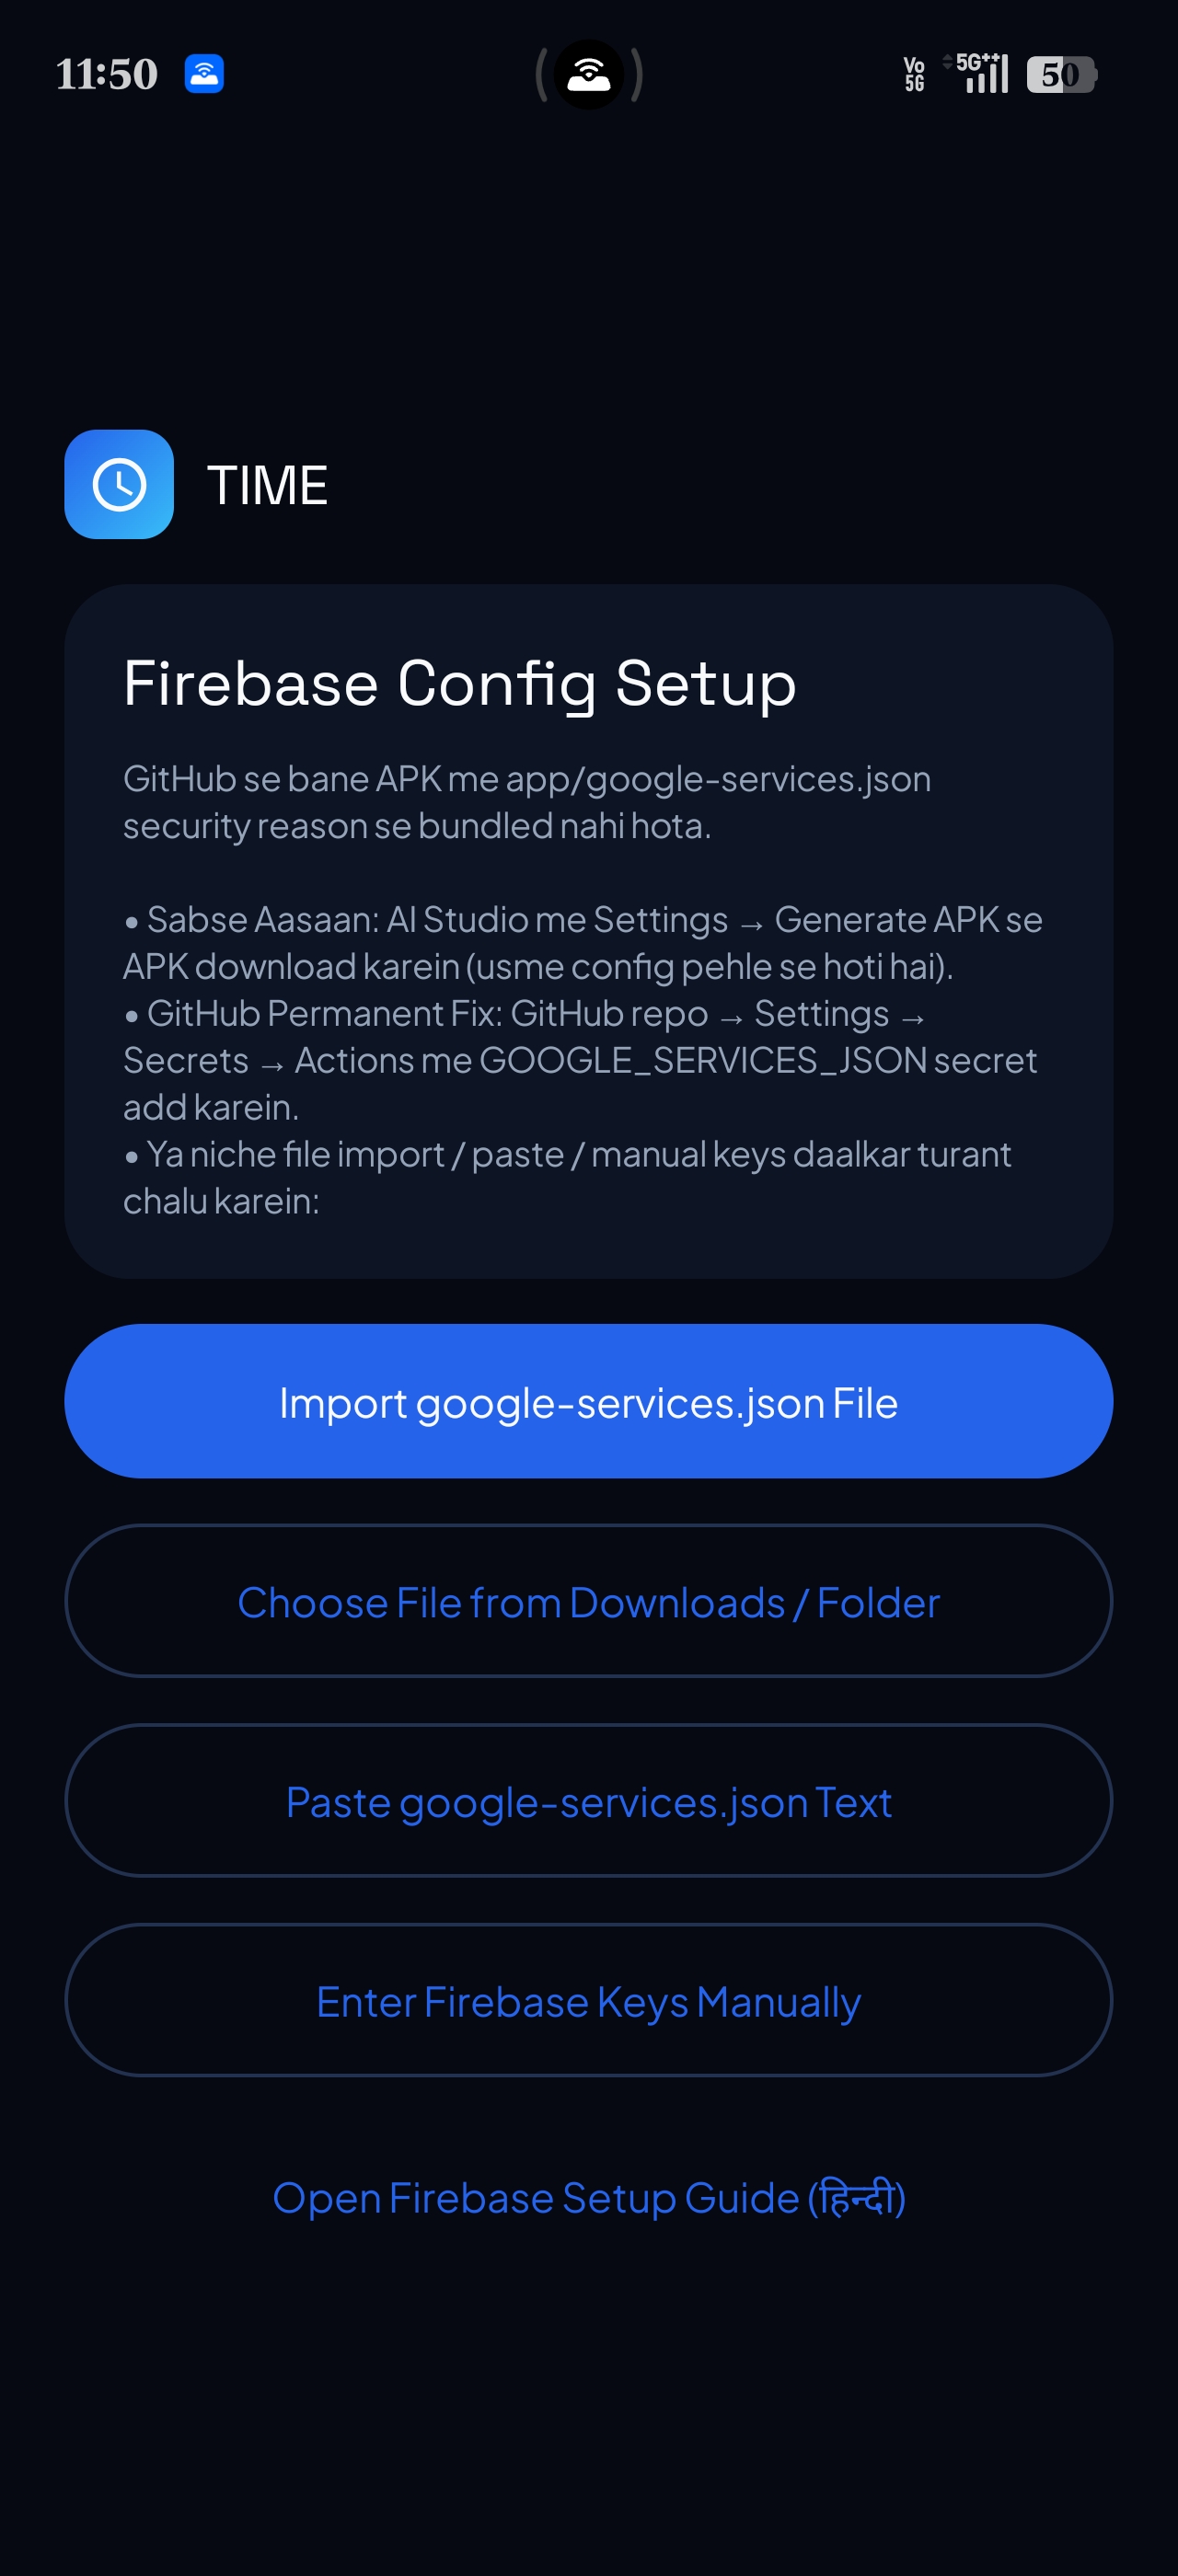 11:50
Vo
5G
5G++
50
TIME
Firebase Config Setup
GitHub se bane APK me app/google-services.json
security reason se bundled nahi hota.
• Sabse Aasaan: AI Studio me Settings → Generate APK se
APK download karein (usme config pehle se hoti hai).
• GitHub Permanent Fix: GitHub repo → Settings →
Secrets → Actions me GOOGLE_SERVICES_JSON secret
add karein.
• Ya niche file import / paste / manual keys daalkar turant
chalu karein:
Import google-services.json File
Choose File from Downloads / Folder
Paste google-services.json Text
Enter Firebase Keys Manually
Open Firebase Setup Guide (हिन्दी)